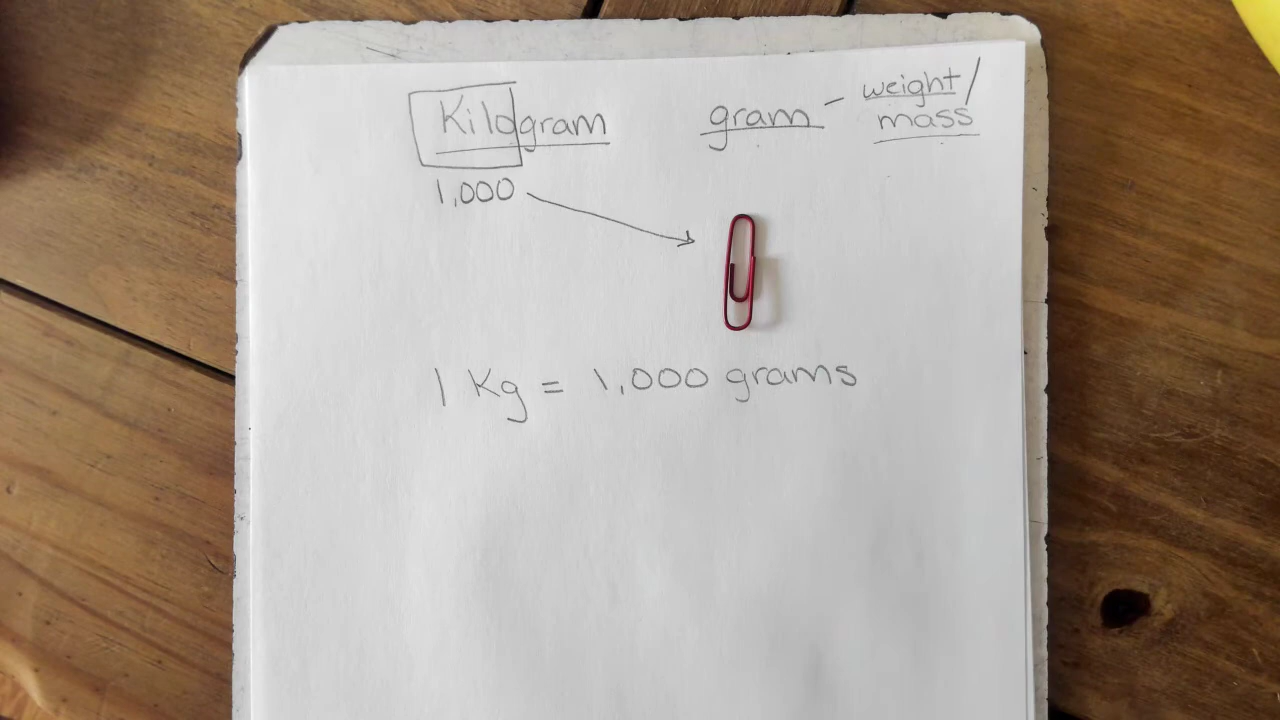 Kilogram
gram - weight/
mass
1,000
1 Kg = 1,000 grams